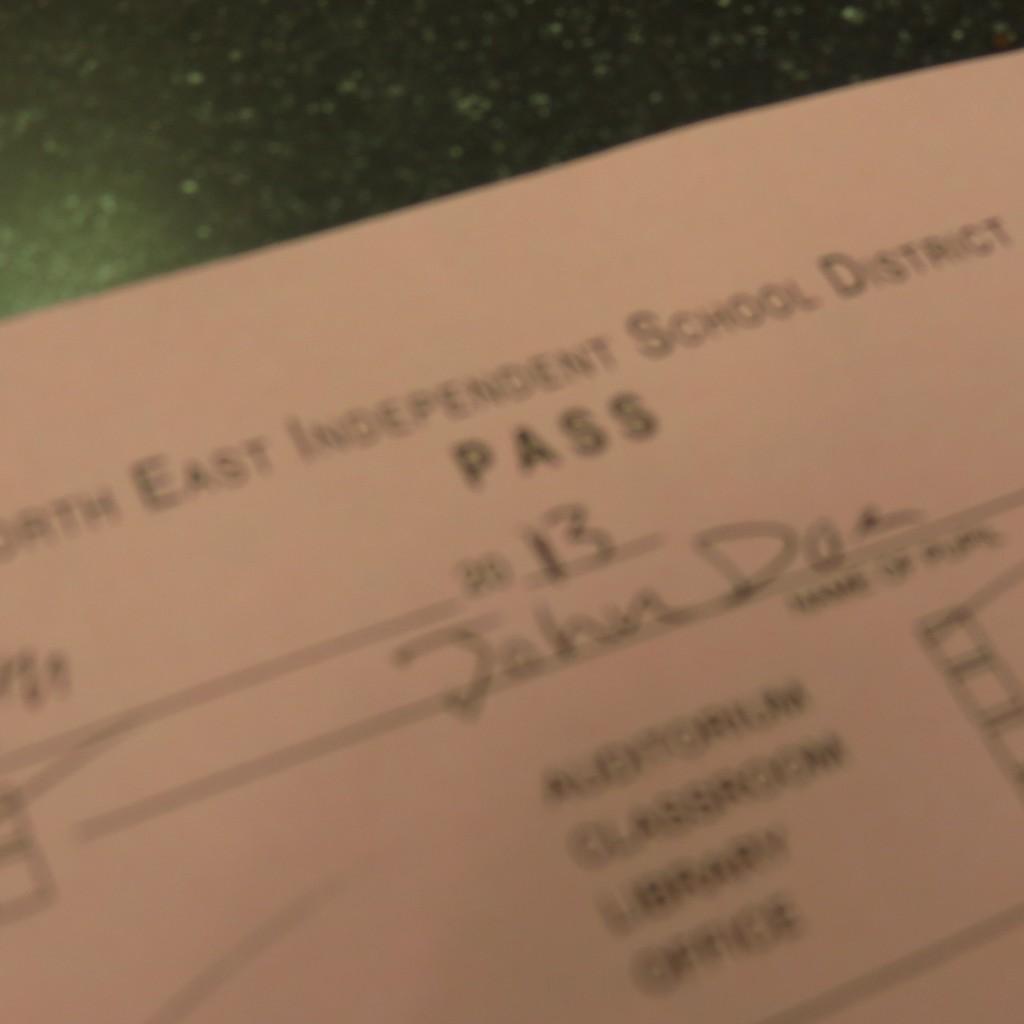 ORTH EAST INDEPENDENT SCHOOL DISTRICT
PASS
20 13
John Doe
NAME OF PUPIL
AUDITORIUM
CLASSROOM
LIBRARY
OFFICE